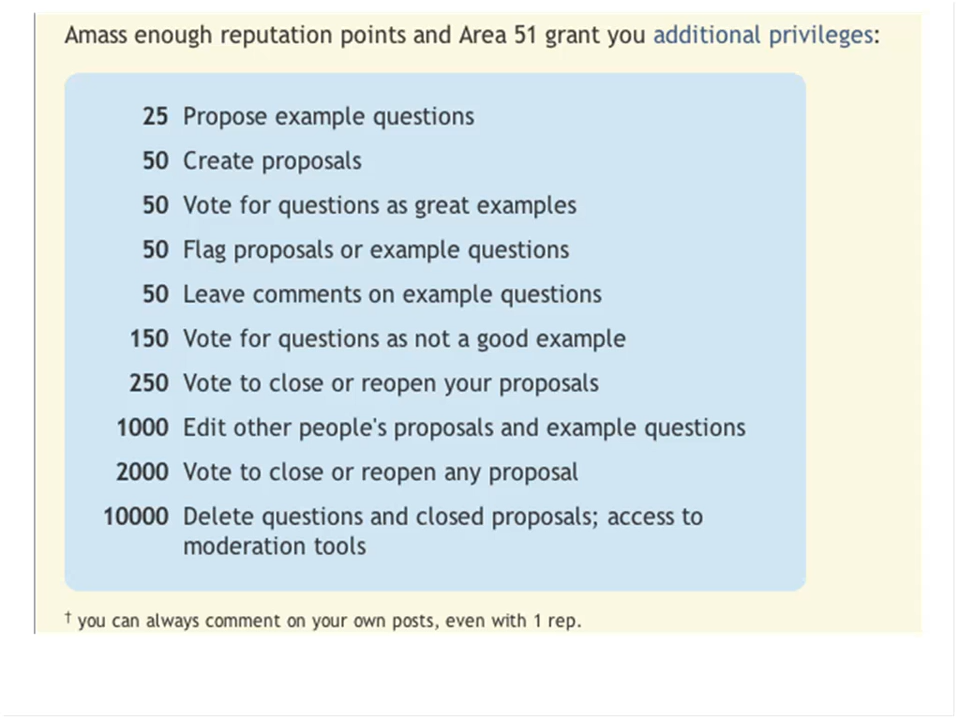 Amass enough reputation points and Area 51 grant you additional privileges:
25 Propose example questions
50 Create proposals
50 Vote for questions as great examples
50 Flag proposals or example questions
50 Leave comments on example questions
150 Vote for questions as not a good example
250 Vote to close or reopen your proposals
1000 Edit other people's proposals and example questions
2000 Vote to close or reopen any proposal
10000 Delete questions and closed proposals; access to
moderation tools
† you can always comment on your own posts, even with 1 rep.